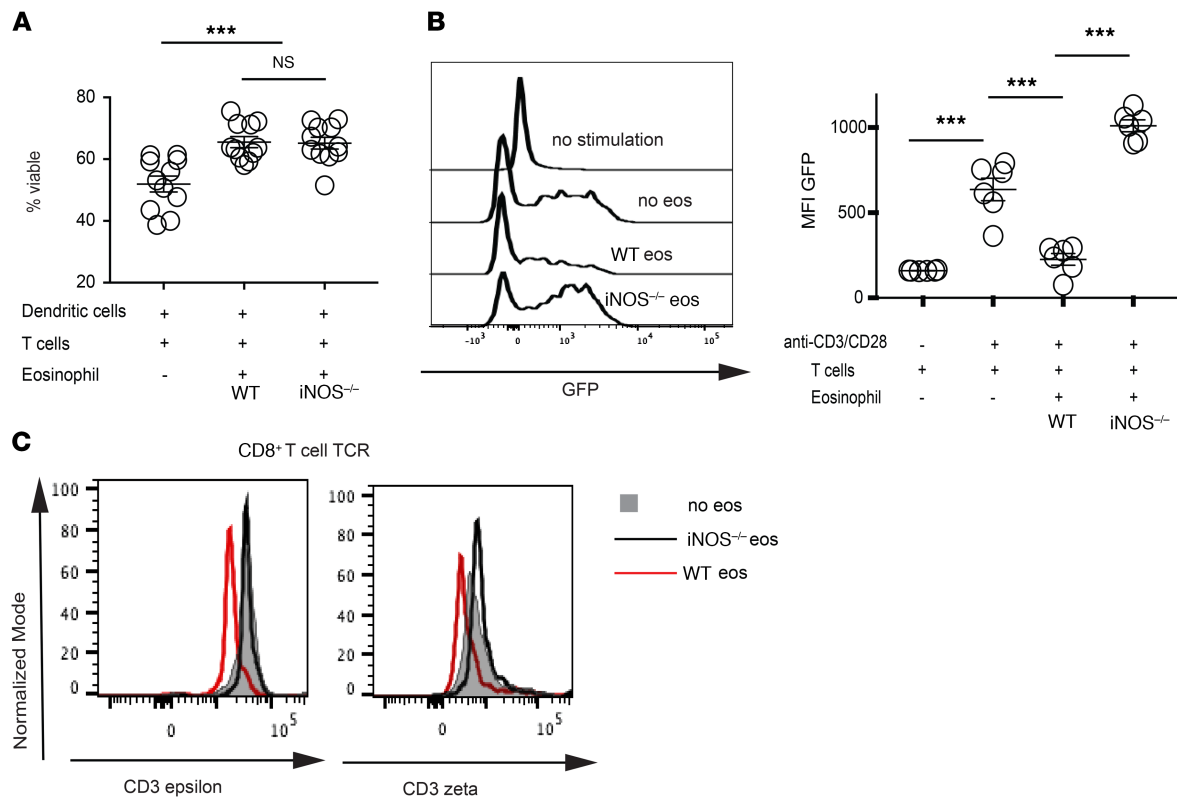 A
***
NS
% viable
80
60
40
20
Dendritic cells + + +
T cells + + +
Eosinophil - + +
WT iNOS–/–
B
no stimulation
no eos
WT eos
iNOS–/– eos
-10³ 0 10³ 10⁴ 10⁵
GFP
***
***
***
MFI GFP
1000
500
0
anti-CD3/CD28 - + + +
T cells + + + +
Eosinophil - - + +
WT iNOS–/–
C
CD8⁺ T cell TCR
Normalized Mode
100
80
60
40
20
0
0 10⁵
CD3 epsilon
100
80
60
40
20
0
0 10⁵
CD3 zeta
no eos
iNOS–/– eos
WT eos